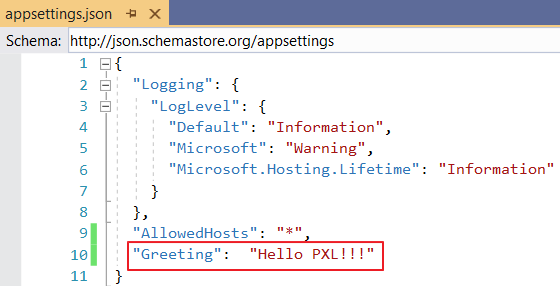 appsettings.json
Schema: http://json.schemastore.org/appsettings
1 {
2 "Logging": {
3 "LogLevel": {
4 "Default": "Information",
5 "Microsoft": "Warning",
6 "Microsoft.Hosting.Lifetime": "Information"
7 }
8 },
9 "AllowedHosts": "*",
10 "Greeting":  "Hello PXL!!!"
11 }